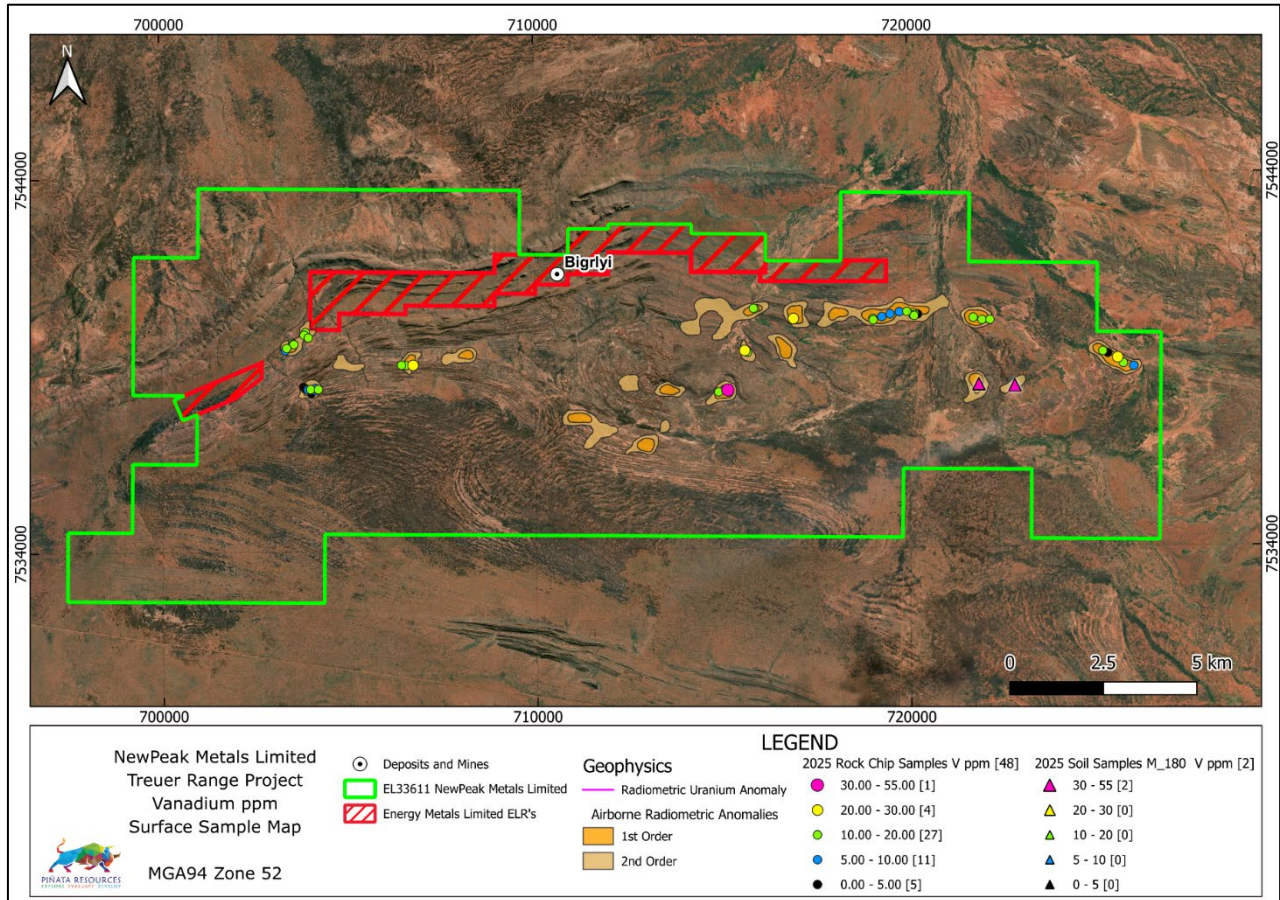 700000 710000 720000
N
7544000 7544000
Bigrlyi
7534000 7534000
0 2.5 5 km
700000 710000 720000
LEGEND
NewPeak Metals Limited
Treuer Range Project
Vanadium ppm
Surface Sample Map
MGA94 Zone 52
PIÑATA RESOURCES
EXPLORE EVALUATE DEVELOP
Deposits and Mines
EL33611 NewPeak Metals Limited
Energy Metals Limited ELR's
Geophysics
Radiometric Uranium Anomaly
Airborne Radiometric Anomalies
1st Order
2nd Order
2025 Rock Chip Samples V ppm [48]
30.00 - 55.00 [1]
20.00 - 30.00 [4]
10.00 - 20.00 [27]
5.00 - 10.00 [11]
0.00 - 5.00 [5]
2025 Soil Samples M_180 V ppm [2]
30 - 55 [2]
20 - 30 [0]
10 - 20 [0]
5 - 10 [0]
0 - 5 [0]